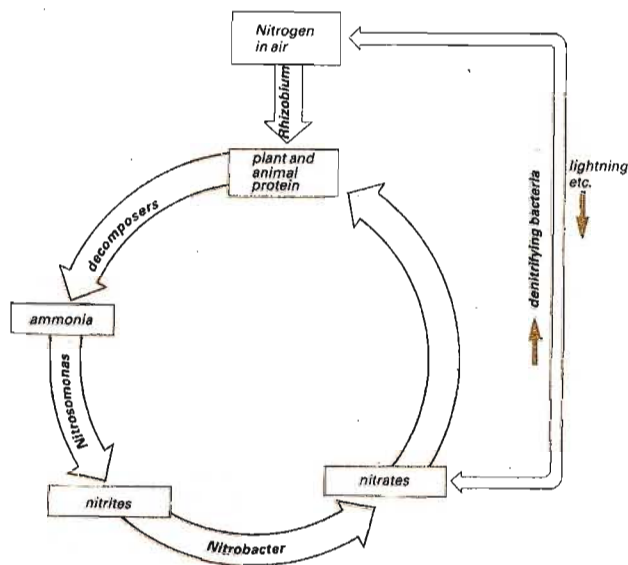 Nitrogen
in air
Rhizobium
plant and
animal
protein
decomposers
ammonia
Nitrosomonas
nitrites
Nitrobacter
nitrates
denitrifying bacteria
lightning
etc.